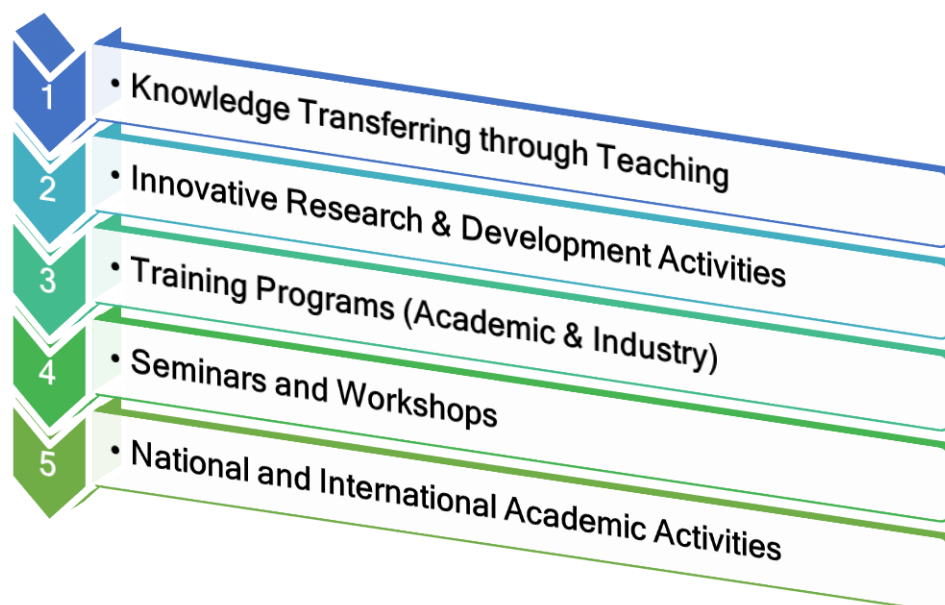 1
• Knowledge Transferring through Teaching
2
• Innovative Research & Development Activities
3
• Training Programs (Academic & Industry)
4
• Seminars and Workshops
5
• National and International Academic Activities